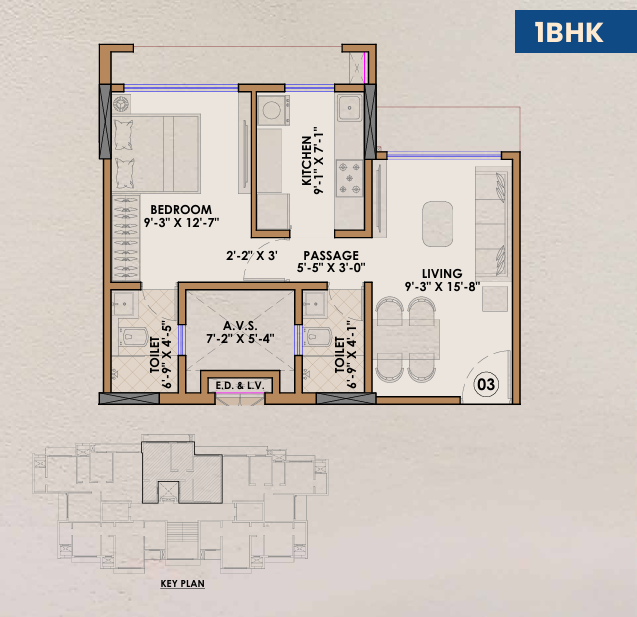 1BHK
KITCHEN
9'-1" X 7'-1"
BEDROOM
9'-3" X 12'-7"
2'-2" X 3'
PASSAGE
5'-5" X 3'-0"
LIVING
9'-3" X 15'-8"
TOILET
6'-9" X 4'-5"
A.V.S.
7'-2" X 5'-4"
TOILET
6'-9" X 4'-1"
E.D. & L.V.
03
KEY PLAN